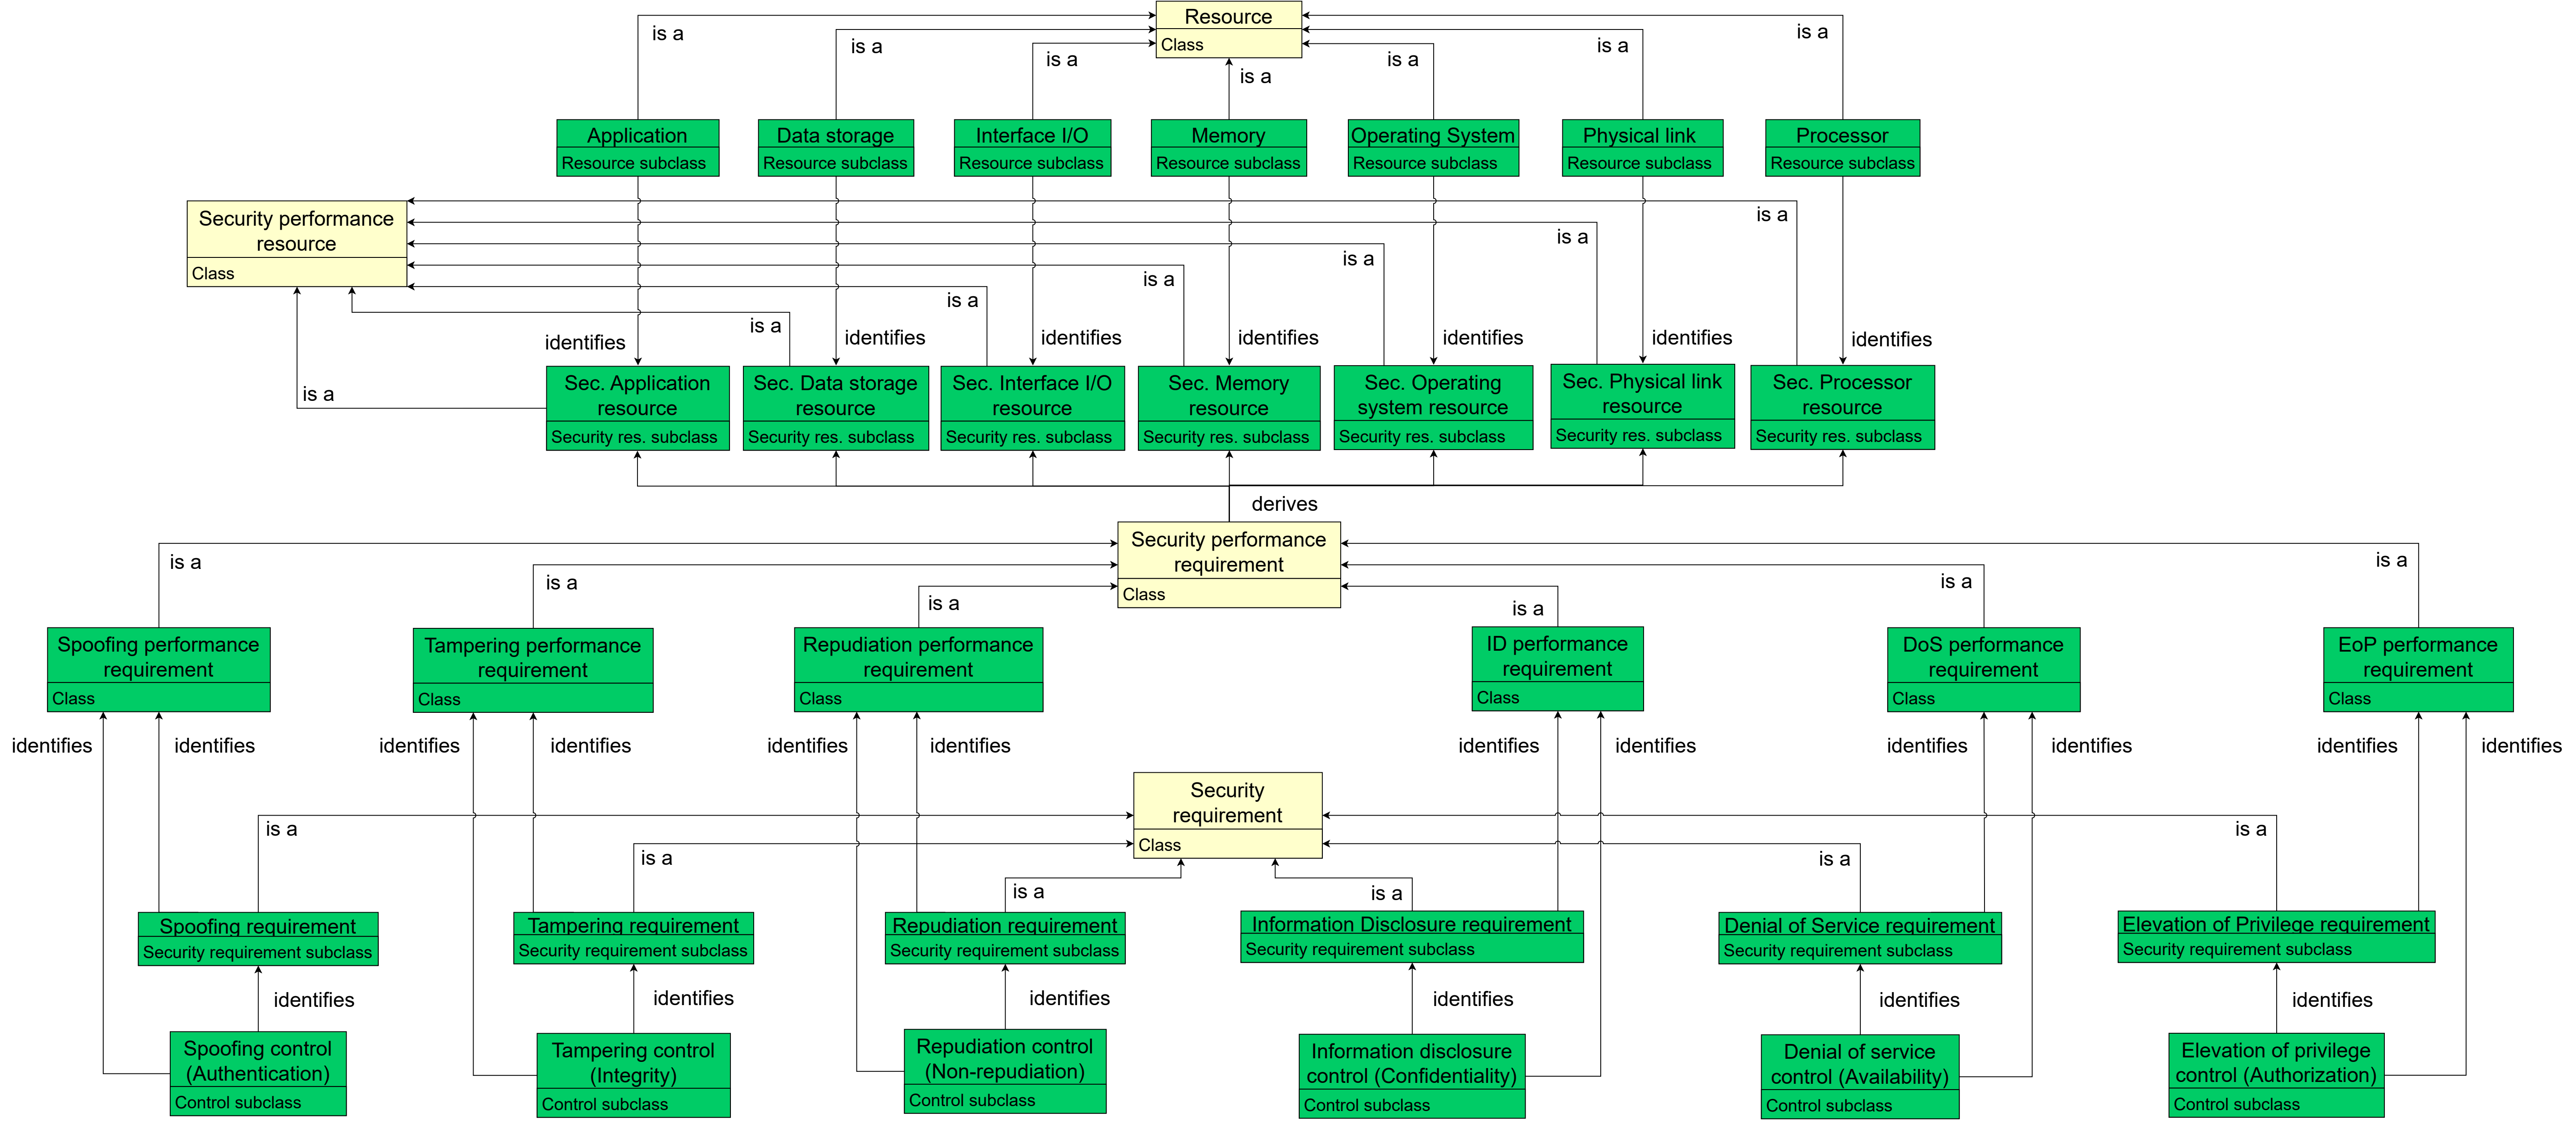 Resource
Class
is a
is a
is a
is a
is a
is a
is a
Application
Resource subclass
Data storage
Resource subclass
Interface I/O
Resource subclass
Memory
Resource subclass
Operating System
Resource subclass
Physical link
Resource subclass
Processor
Resource subclass
Security performance
resource
Class
is a
is a
is a
is a
is a
is a
is a
identifies
identifies
identifies
identifies
identifies
identifies
identifies
Sec. Application
resource
Security res. subclass
Sec. Data storage
resource
Security res. subclass
Sec. Interface I/O
resource
Security res. subclass
Sec. Memory
resource
Security res. subclass
Sec. Operating
system resource
Security res. subclass
Sec. Physical link
resource
Security res. subclass
Sec. Processor
resource
Security res. subclass
derives
Security performance
requirement
Class
is a
is a
is a
is a
is a
is a
Spoofing performance
requirement
Class
Tampering performance
requirement
Class
Repudiation performance
requirement
Class
ID performance
requirement
Class
DoS performance
requirement
Class
EoP performance
requirement
Class
identifies
identifies
identifies
identifies
identifies
identifies
identifies
identifies
identifies
identifies
identifies
identifies
Security
requirement
Class
is a
is a
is a
is a
is a
is a
Spoofing requirement
Security requirement subclass
Tampering requirement
Security requirement subclass
Repudiation requirement
Security requirement subclass
Information Disclosure requirement
Security requirement subclass
Denial of Service requirement
Security requirement subclass
Elevation of Privilege requirement
Security requirement subclass
identifies
identifies
identifies
identifies
identifies
identifies
Spoofing control
(Authentication)
Control subclass
Tampering control
(Integrity)
Control subclass
Repudiation control
(Non-repudiation)
Control subclass
Information disclosure
control (Confidentiality)
Control subclass
Denial of service
control (Availability)
Control subclass
Elevation of privilege
control (Authorization)
Control subclass